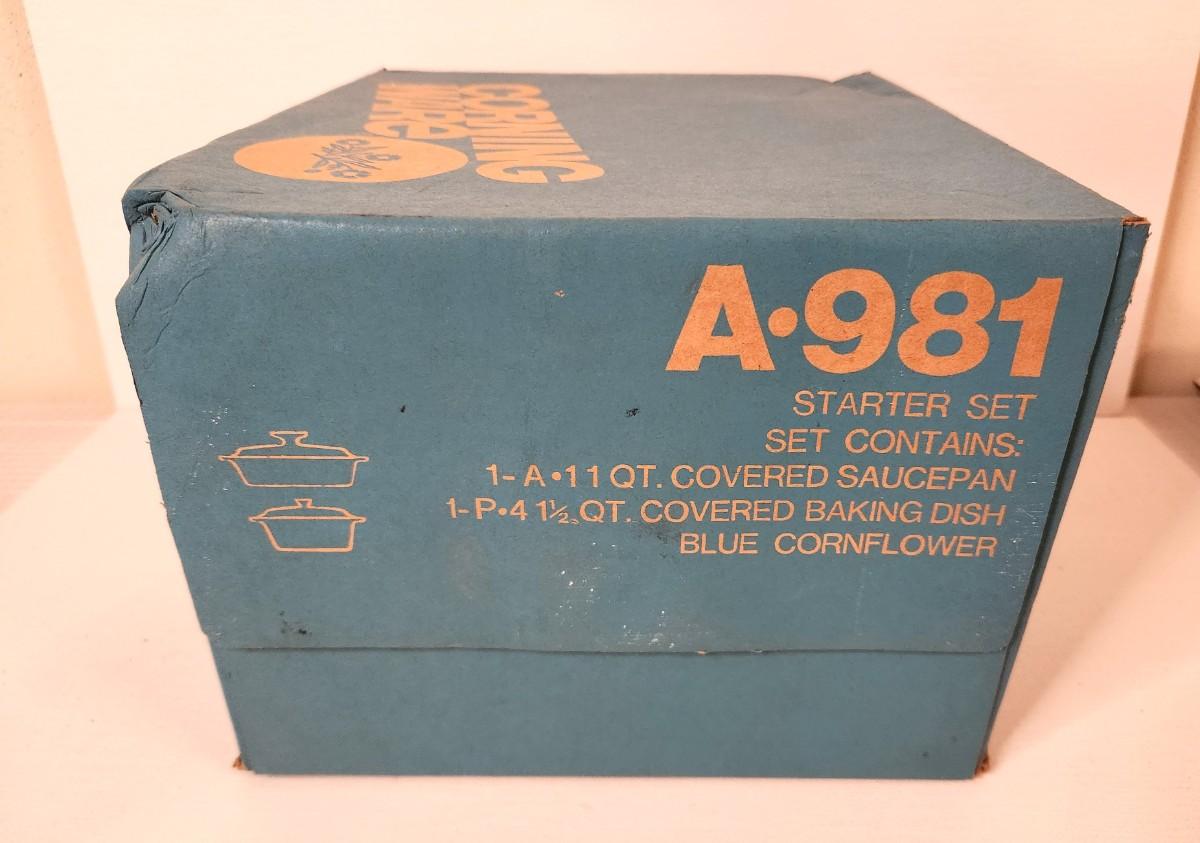 CORNING
WARE
A•981
STARTER SET
SET CONTAINS:
1-A•1 1 QT. COVERED SAUCEPAN
1-P•4 1½ QT. COVERED BAKING DISH
BLUE CORNFLOWER